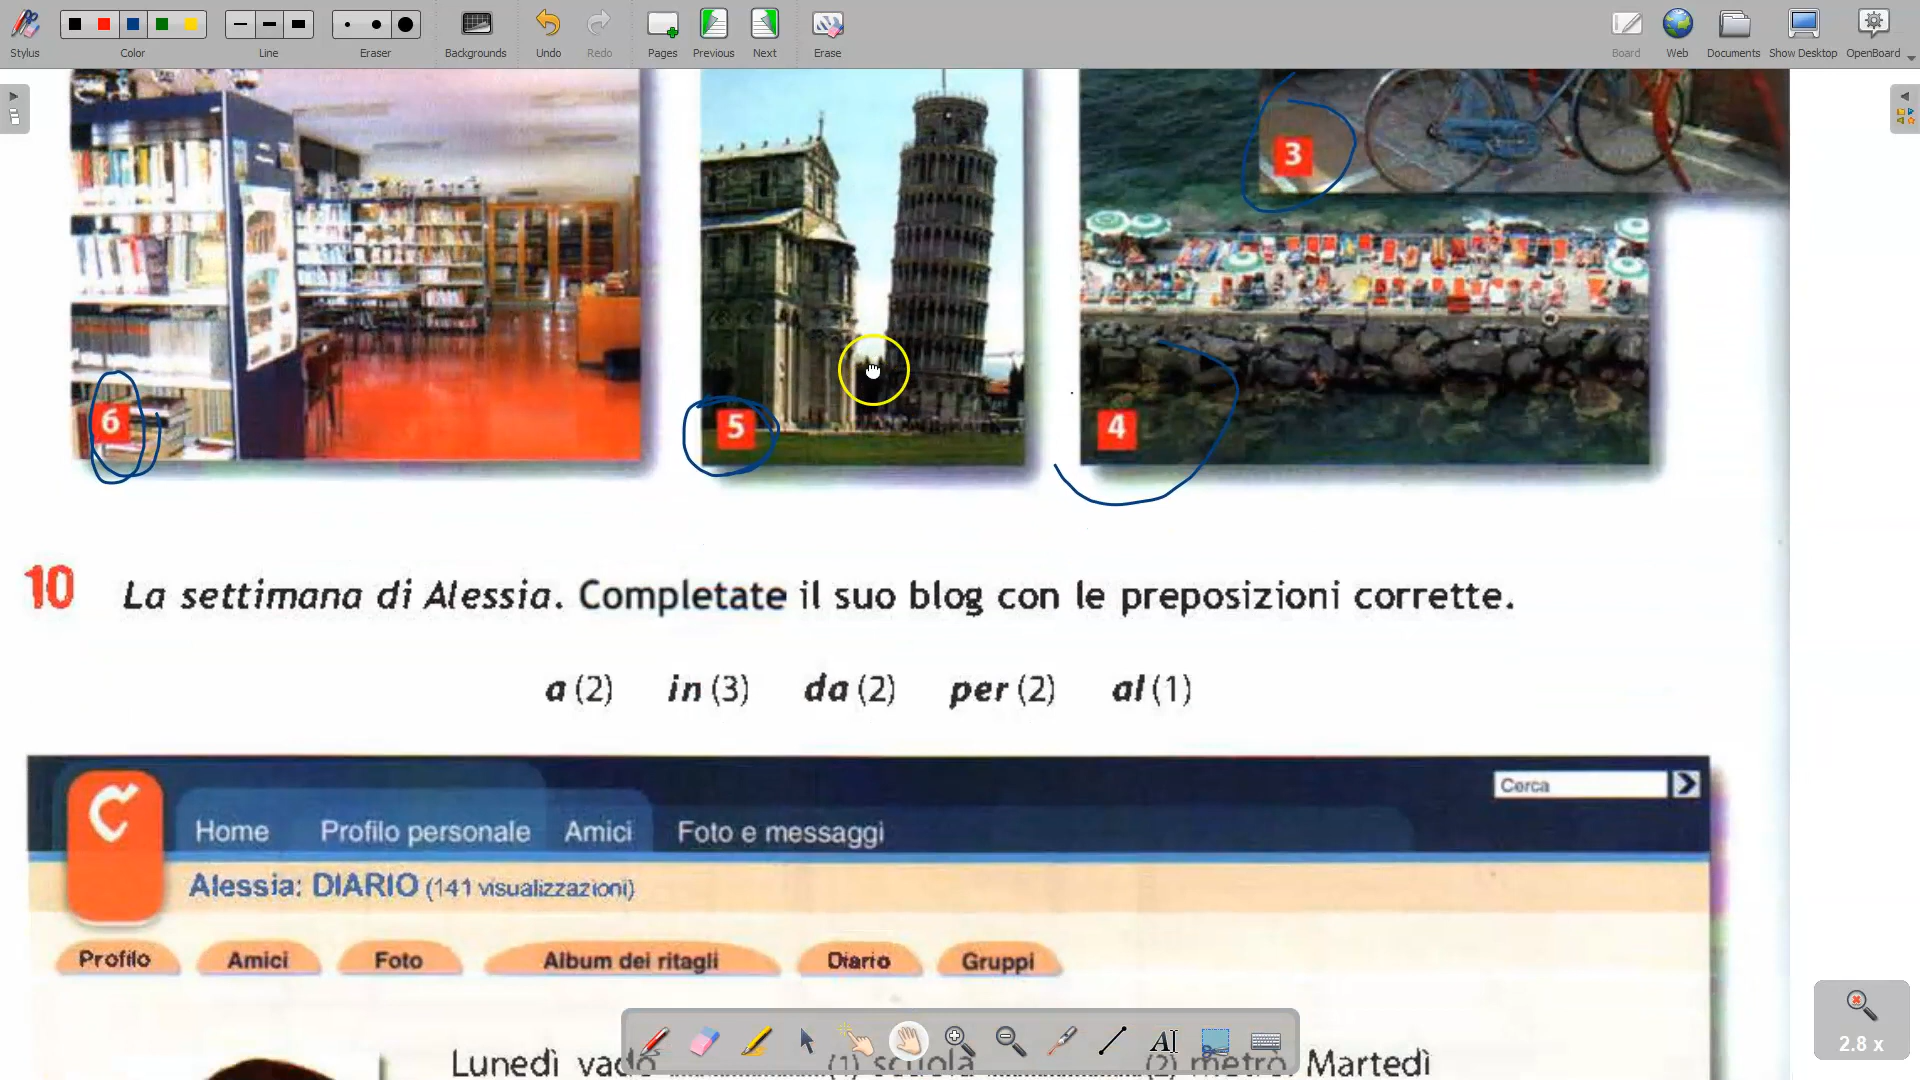 Stylus
Color
Line
Eraser
Backgrounds
Undo
Redo
Pages
Previous
Next
Erase
Board
Web
Documents
Show Desktop
OpenBoard
3
6
5
4
10 La settimana di Alessia. Completate il suo blog con le preposizioni corrette.
a (2) in (3) da (2) per (2) al (1)
Cerca
Home Profilo personale Amici Foto e messaggi
Alessia: DIARIO (141 visualizzazioni)
Profilo Amici Foto Album dei ritagli Diario Gruppi
Lunedì vado ............... (1) scuola ............... (2) metrò. Martedì
2.8 x